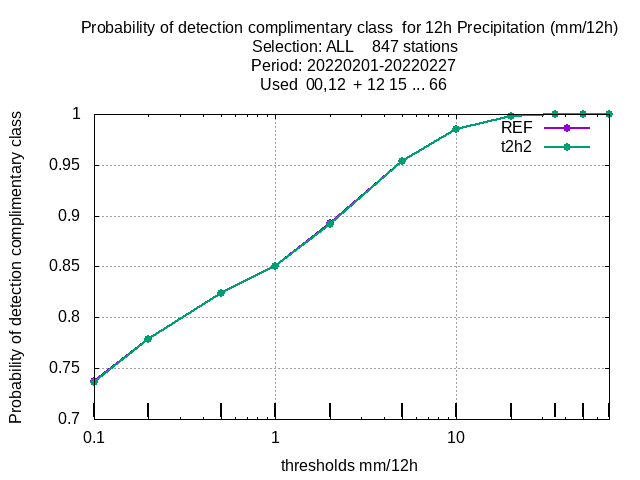 Probability of detection complimentary class  for 12h Precipitation (mm/12h)
Selection: ALL    847 stations
Period: 20220201-20220227
Used  00,12  + 12 15 ... 66
Probability of detection complimentary class
1
0.95
0.9
0.85
0.8
0.75
0.7
REF
t2h2
0.1 1 10
thresholds mm/12h